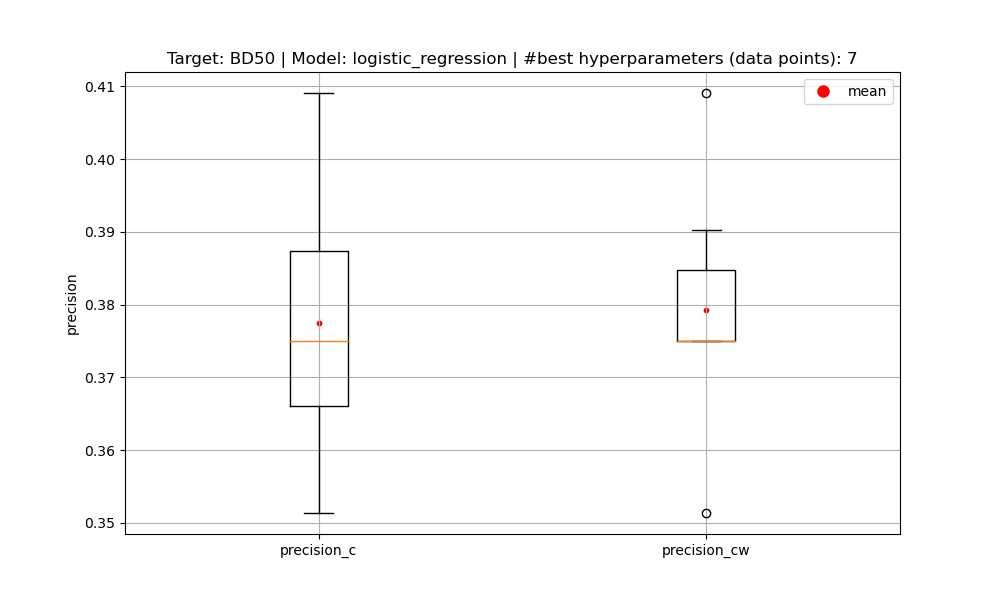 Target: BD50 | Model: logistic_regression | #best hyperparameters (data points): 7
mean
precision
0.41
0.40
0.39
0.38
0.37
0.36
0.35
precision_c
precision_cw